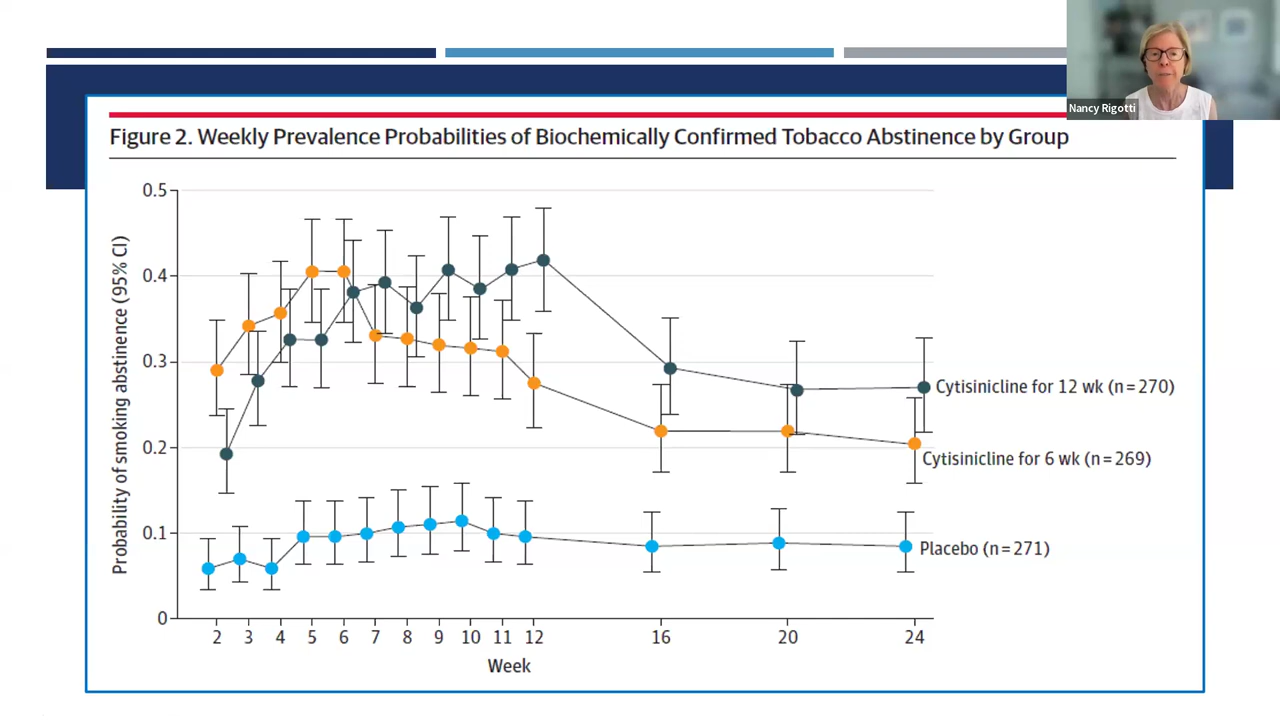 Nancy Rigotti
Figure 2. Weekly Prevalence Probabilities of Biochemically Confirmed Tobacco Abstinence by Group
Probability of smoking abstinence (95% CI)
0.5
0.4
0.3
0.2
0.1
0
Cytisinicline for 12 wk (n=270)
Cytisinicline for 6 wk (n=269)
Placebo (n=271)
2 3 4 5 6 7 8 9 10 11 12 16 20 24
Week